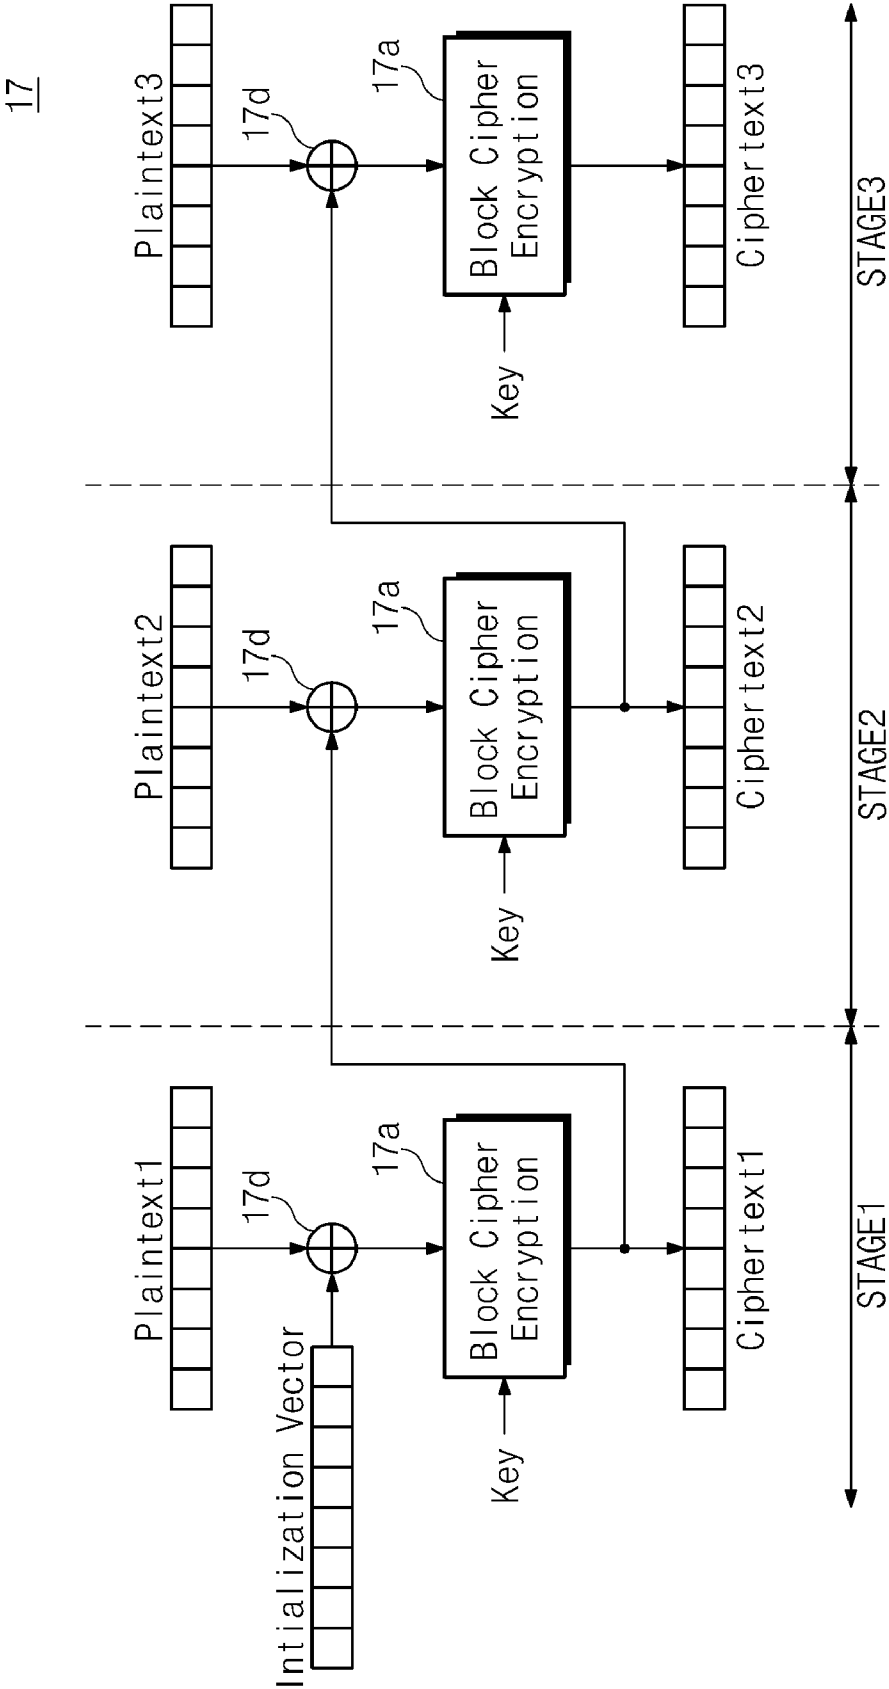 17
Plaintext1
Plaintext2
Plaintext3
Intialization Vector
17d
17d
17d
17a
17a
17a
Key
Block Cipher
Encryption
Key
Block Cipher
Encryption
Key
Block Cipher
Encryption
Ciphertext1
Ciphertext2
Ciphertext3
STAGE1
STAGE2
STAGE3